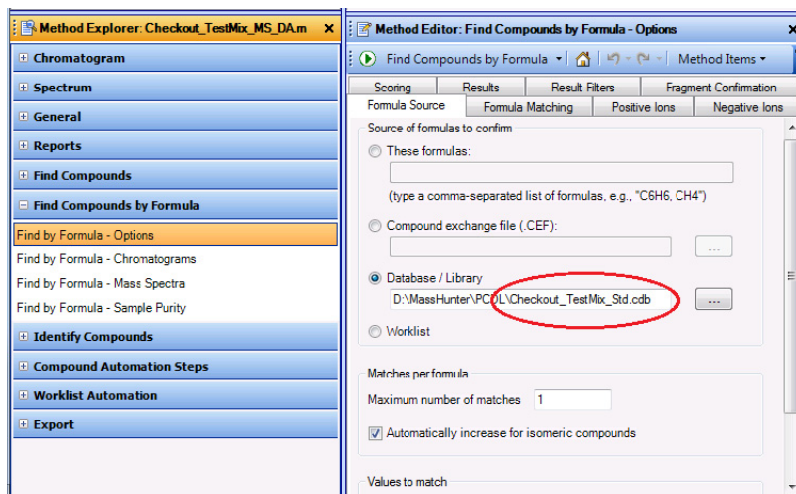 Method Explorer: Checkout_TestMix_MS_DA.m
Chromatogram
Spectrum
General
Reports
Find Compounds
Find Compounds by Formula
Find by Formula - Options
Find by Formula - Chromatograms
Find by Formula - Mass Spectra
Find by Formula - Sample Purity
Identify Compounds
Compound Automation Steps
Worklist Automation
Export
Method Editor: Find Compounds by Formula - Options
Find Compounds by Formula Method Items
Scoring Results Result Filters Fragment Confirmation
Formula Source Formula Matching Positive Ions Negative Ions
Source of formulas to confirm
These formulas:
(type a comma-separated list of formulas, e.g., "C6H6, CH4")
Compound exchange file (.CEF):
...
Database / Library
D:\MassHunter\PCDL\Checkout_TestMix_Std.cdb ...
Worklist
Matches per formula
Maximum number of matches 1
Automatically increase for isomeric compounds
Values to match